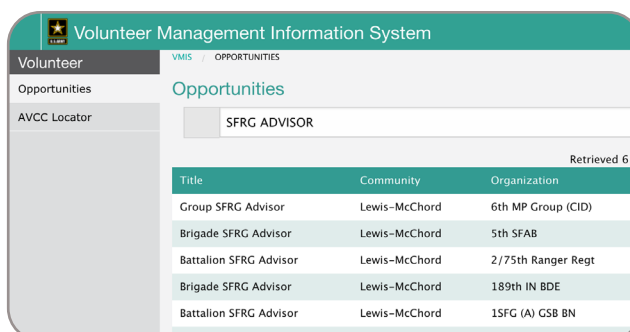 Volunteer Management Information System
Volunteer
Opportunities
AVCC Locator
VMIS / OPPORTUNITIES
Opportunities
SFRG ADVISOR
Retrieved 6
Title Community Organization
Group SFRG Advisor Lewis-McChord 6th MP Group (CID)
Brigade SFRG Advisor Lewis-McChord 5th SFAB
Battalion SFRG Advisor Lewis-McChord 2/75th Ranger Regt
Brigade SFRG Advisor Lewis-McChord 189th IN BDE
Battalion SFRG Advisor Lewis-McChord 1SFG (A) GSB BN